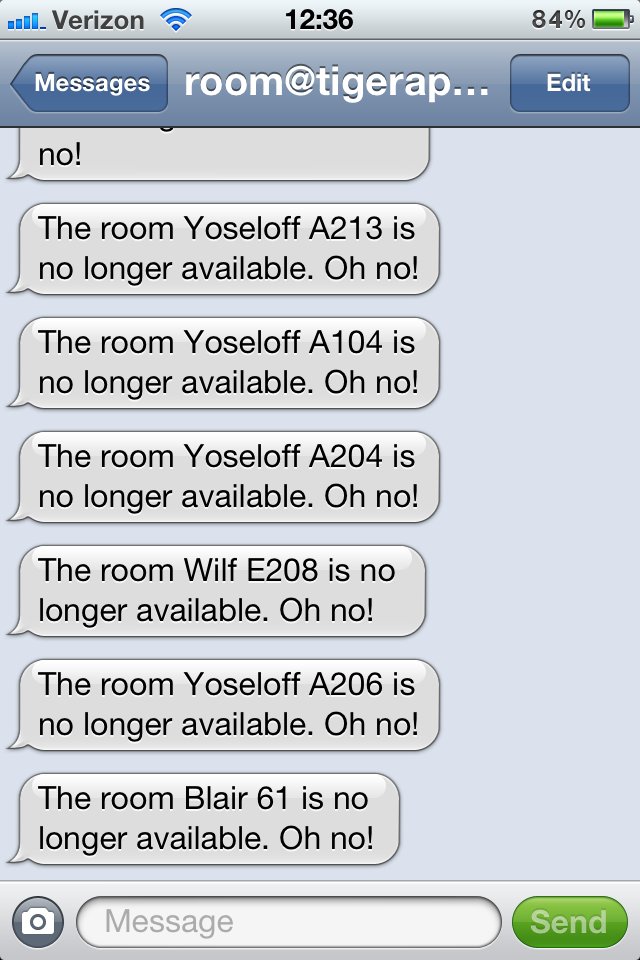 Verizon 12:36 84%
Messages room@tigerap... Edit
no!
The room Yoseloff A213 is
no longer available. Oh no!
The room Yoseloff A104 is
no longer available. Oh no!
The room Yoseloff A204 is
no longer available. Oh no!
The room Wilf E208 is no
longer available. Oh no!
The room Yoseloff A206 is
no longer available. Oh no!
The room Blair 61 is no
longer available. Oh no!
Message Send